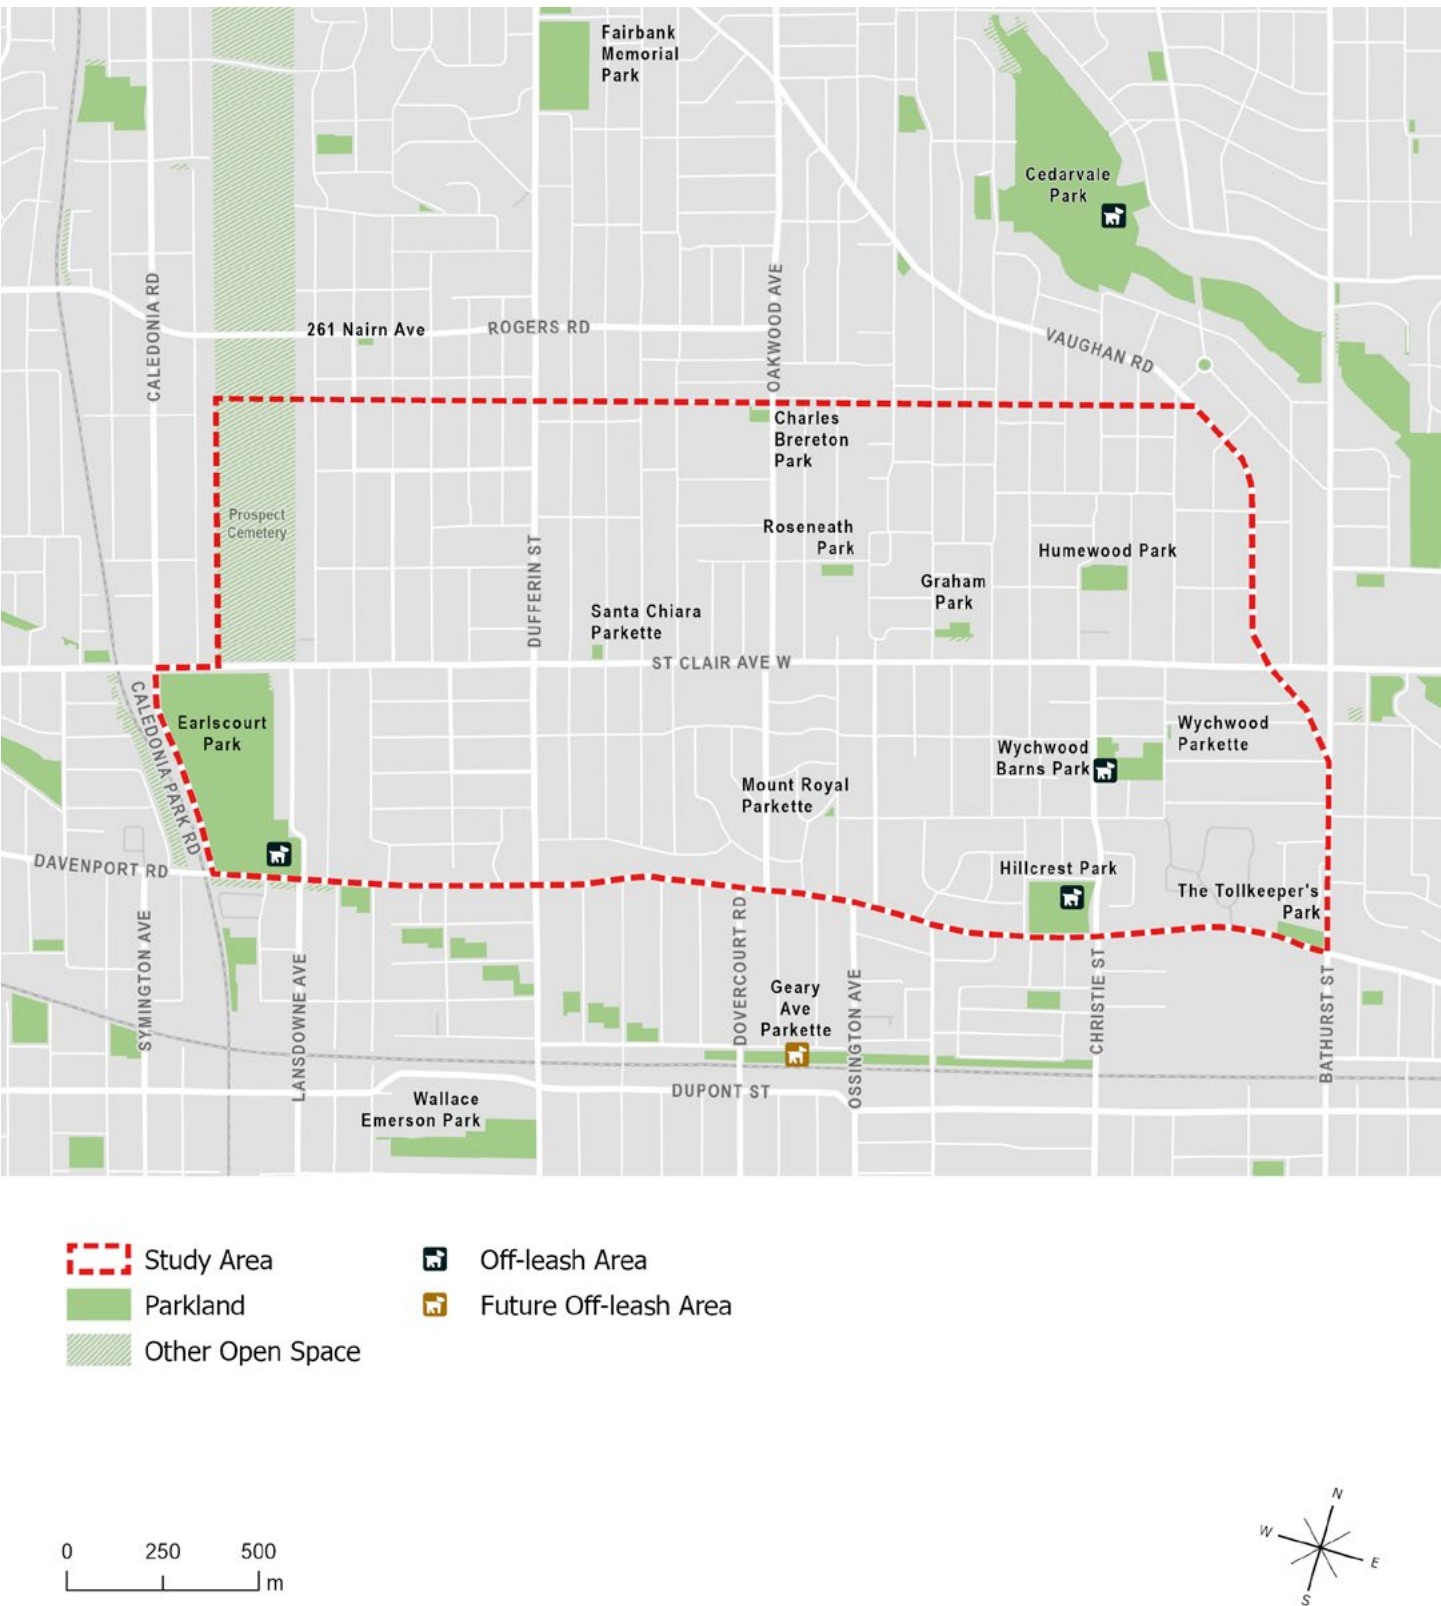 Fairbank
Memorial
Park
Cedarvale
Park
CALEDONIA RD
261 Nairn Ave
ROGERS RD
OAKWOOD AVE
VAUGHAN RD
Charles
Brereton
Park
Prospect
Cemetery
Roseneath
Park
Humewood Park
DUFFERIN ST
Graham
Park
Santa Chiara
Parkette
ST CLAIR AVE W
CALEDONIA PARK RD
Earlscourt
Park
Wychwood
Parkette
Wychwood
Barns Park
Mount Royal
Parkette
DAVENPORT RD
Hillcrest Park
The Tollkeeper's
Park
SYMINGTON AVE
LANSDOWNE AVE
DOVERCOURT RD
Geary
Ave
Parkette
OSSINGTON AVE
CHRISTIE ST
BATHURST ST
DUPONT ST
Wallace
Emerson Park
Study Area
Off-leash Area
Parkland
Future Off-leash Area
Other Open Space
0 250 500
m
N
W
E
S